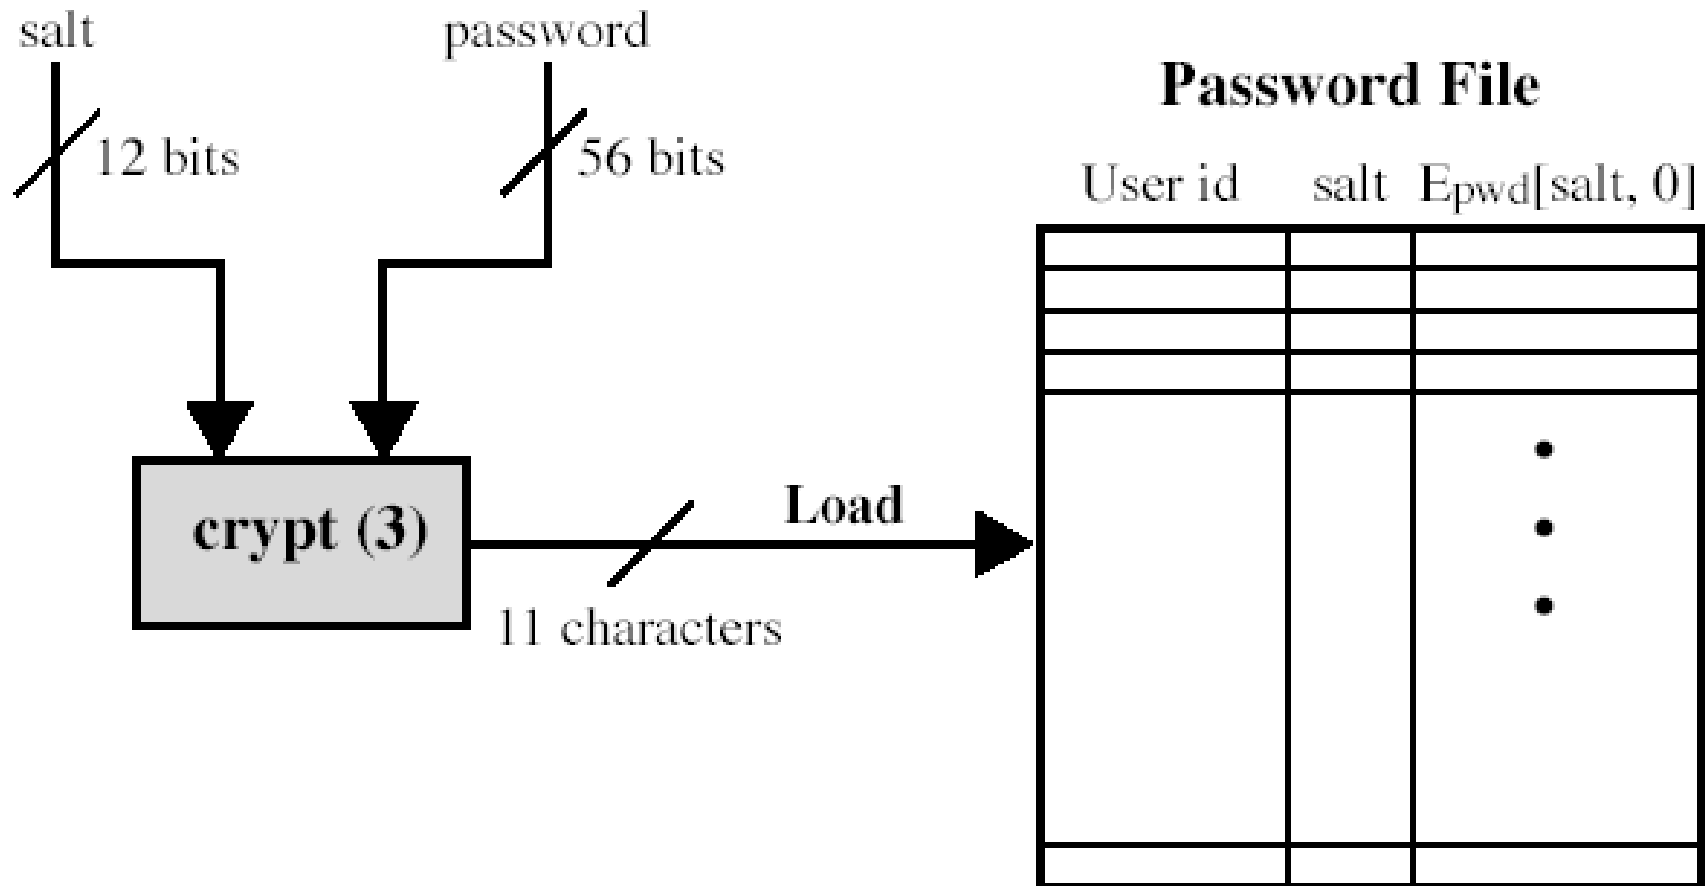 salt
password
12 bits
56 bits
crypt (3)
11 characters
Load
Password File
User id salt Epwd[salt, 0]